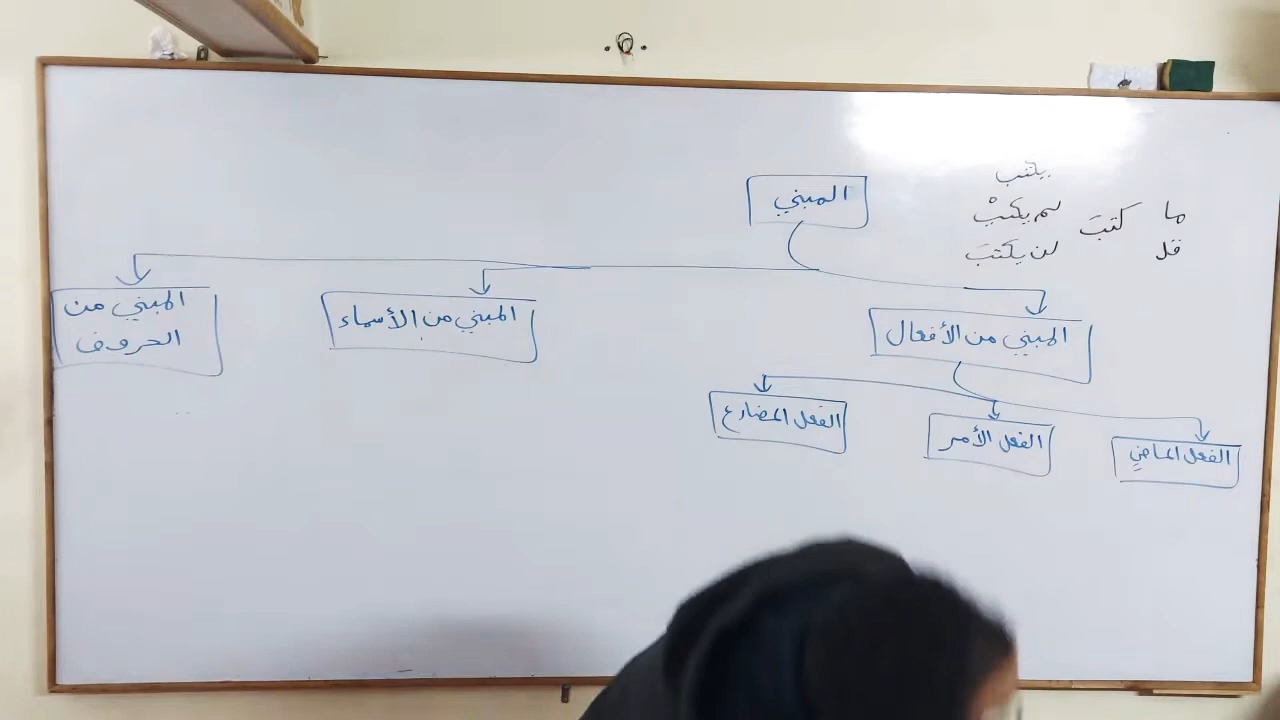 يكتب
ما كتبَ لم يكتبْ
قل لن يكتبَ
المبني
المبني من الأفعال
المبني من الأسماء
المبني من
الحروف
الفعل الماضي
الفعل الأمر
الفعل المضارع